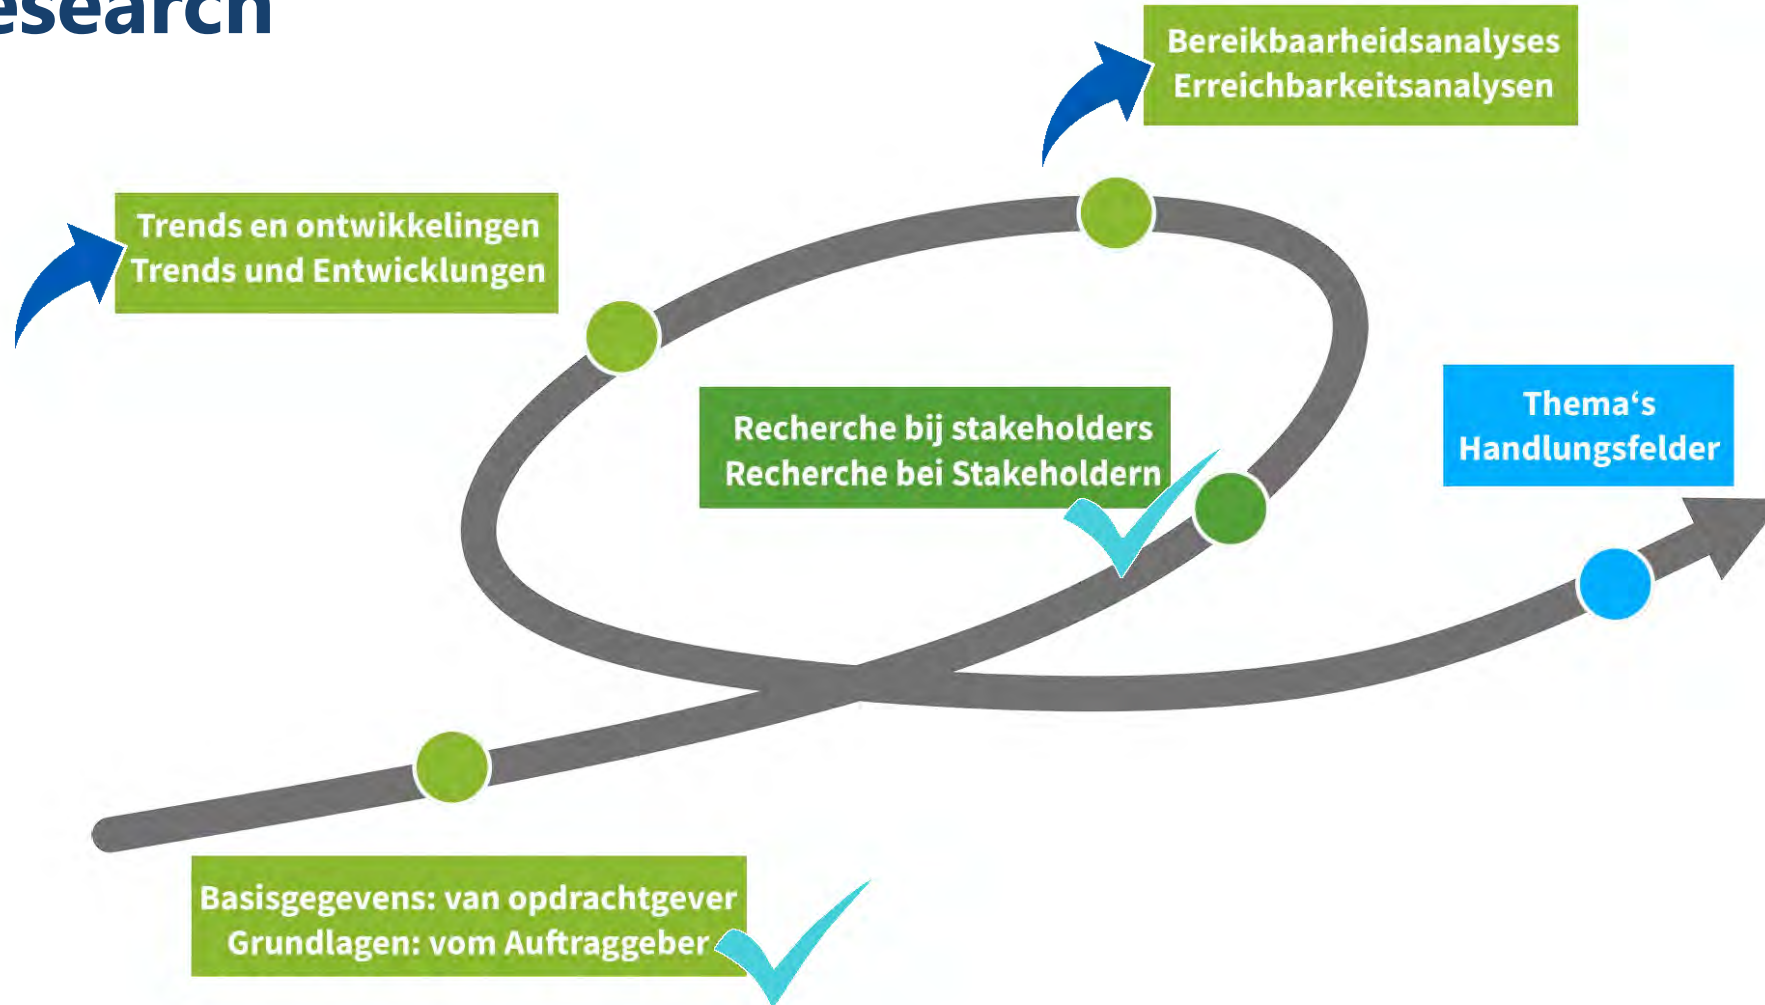 esearch
Bereikbaarheidsanalyses
Erreichbarkeitsanalysen
Trends en ontwikkelingen
Trends und Entwicklungen
Recherche bij stakeholders
Recherche bei Stakeholdern
Thema‘s
Handlungsfelder
Basisgegevens: van opdrachtgever
Grundlagen: vom Auftraggeber